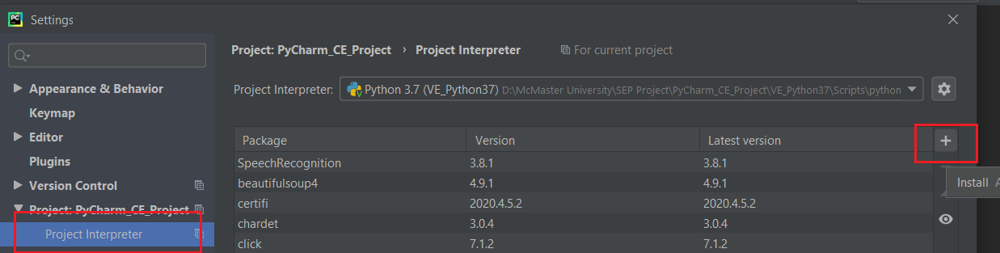 PC
Settings
Project: PyCharm_CE_Project › Project Interpreter For current project
Appearance & Behavior
Project Interpreter: Python 3.7 (VE_Python37) D:\McMaster University\SEP Project\PyCharm_CE_Project\VE_Python37\Scripts\python
Keymap
Editor
Package Version Latest version +
Plugins
SpeechRecognition 3.8.1 3.8.1
Version Control
beautifulsoup4 4.9.1 4.9.1
Install A
certifi 2020.4.5.2 2020.4.5.2
Project: PyCharm_CE_Project
chardet 3.0.4 3.0.4
Project Interpreter
click 7.1.2 7.1.2